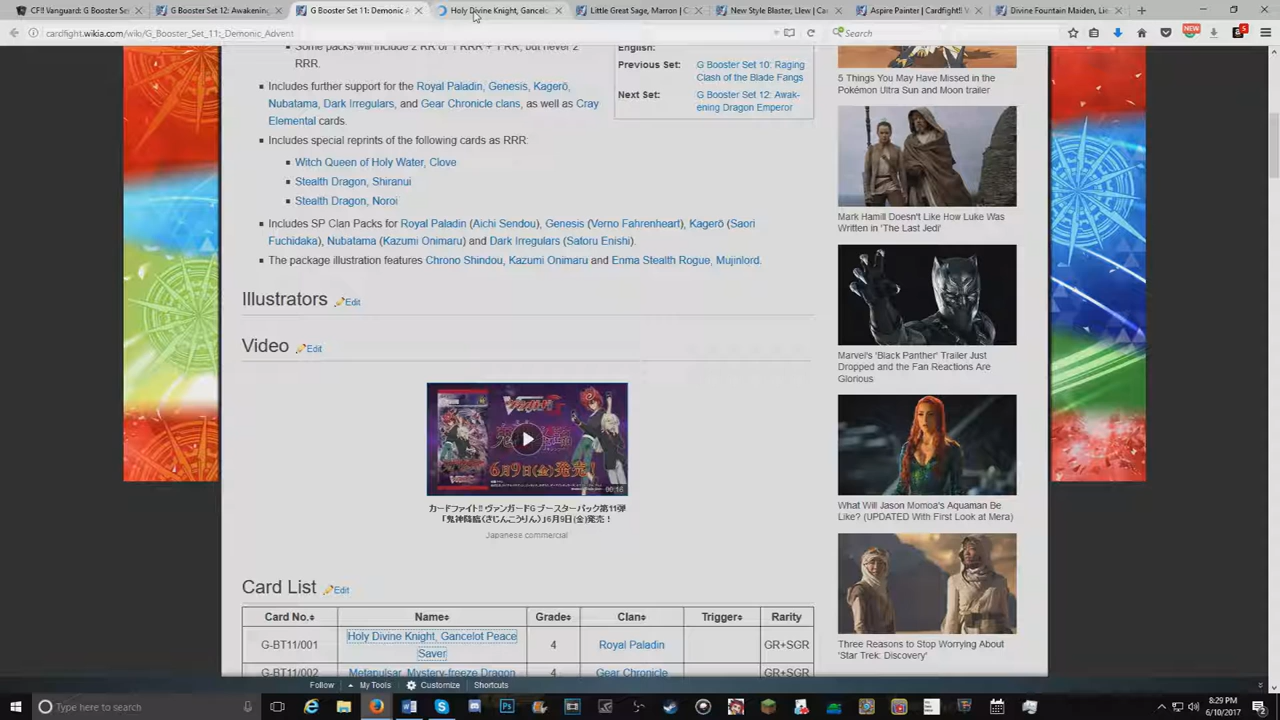 CF!! Vanguard: G Booster Set
G Booster Set 12: Awakening
G Booster Set 11: Demonic A
Holy Divine Knight, Gancelo
Little Great Sage, Marron | C
New Style Blaster, Llew | Ca
Aspire Painter | Cardfight!! V
Divine Fountain Maiden, Lie
cardfight.wikia.com/wiki/G_Booster_Set_11:_Demonic_Advent
Search
NEW
5
Some packs will include 2 RR or 1 RRR + 1 RR, but never 2
RRR.
Includes further support for the Royal Paladin, Genesis, Kagerō,
Nubatama, Dark Irregulars, and Gear Chronicle clans, as well as Cray
Elemental cards.
Includes special reprints of the following cards as RRR:
Witch Queen of Holy Water, Clove
Stealth Dragon, Shiranui
Stealth Dragon, Noroi
Includes SP Clan Packs for Royal Paladin (Aichi Sendou), Genesis (Verno Fahrenheart), Kagerō (Saori
Fuchidaka), Nubatama (Kazumi Onimaru) and Dark Irregulars (Satoru Enishi).
The package illustration features Chrono Shindou, Kazumi Onimaru and Enma Stealth Rogue, Mujinlord.
English:
Previous Set: G Booster Set 10: Raging
Clash of the Blade Fangs
Next Set: G Booster Set 12: Awak-
ening Dragon Emperor
Illustrators Edit
Video Edit
6月9日(金)発売!
00:16
カードファイト!! ヴァンガードG ブースターパック第11弾
「鬼神降臨(きじんこうりん)」6月9日(金)発売!
Japanese commercial
Card List Edit
Card No. Name Grade Clan Trigger Rarity
G-BT11/001 Holy Divine Knight, Gancelot Peace
Saver 4 Royal Paladin GR+SGR
G-BT11/002 Metapulsar, Mystery-freeze Dragon 4 Gear Chronicle GR+SGR
5 Things You May Have Missed in the
Pokémon Ultra Sun and Moon trailer
Mark Hamill Doesn't Like How Luke Was
Written in 'The Last Jedi'
Marvel's 'Black Panther' Trailer Just
Dropped and the Fan Reactions Are
Glorious
What Will Jason Momoa's Aquaman Be
Like? (UPDATED With First Look at Mera)
Three Reasons to Stop Worrying About
'Star Trek: Discovery'
Follow My Tools Customize Shortcuts
Type here to search
8:29 PM
6/10/2017